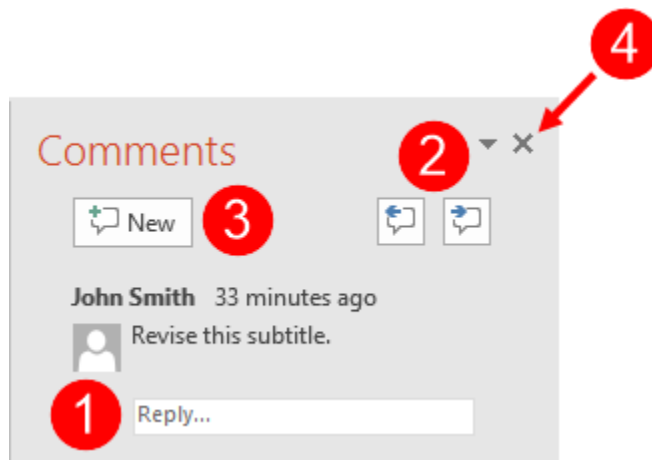 4
Comments
2
New
3
John Smith 33 minutes ago
Revise this subtitle.
1
Reply...